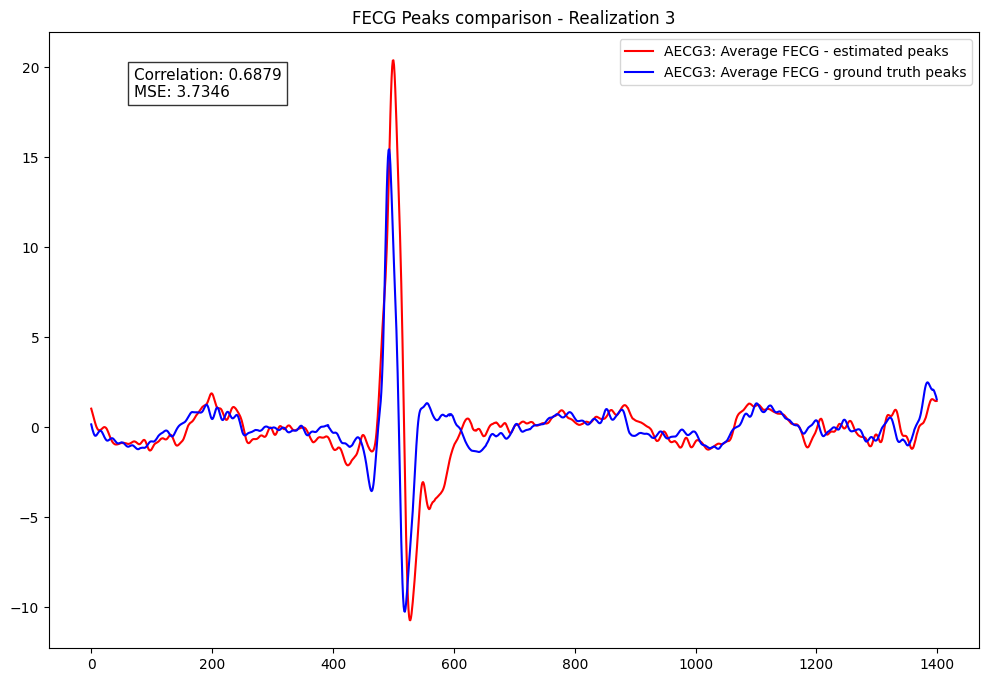 FECG Peaks comparison - Realization 3
Correlation: 0.6879
MSE: 3.7346
AECG3: Average FECG - estimated peaks
AECG3: Average FECG - ground truth peaks
20
15
10
5
0
−5
−10
0 200 400 600 800 1000 1200 1400